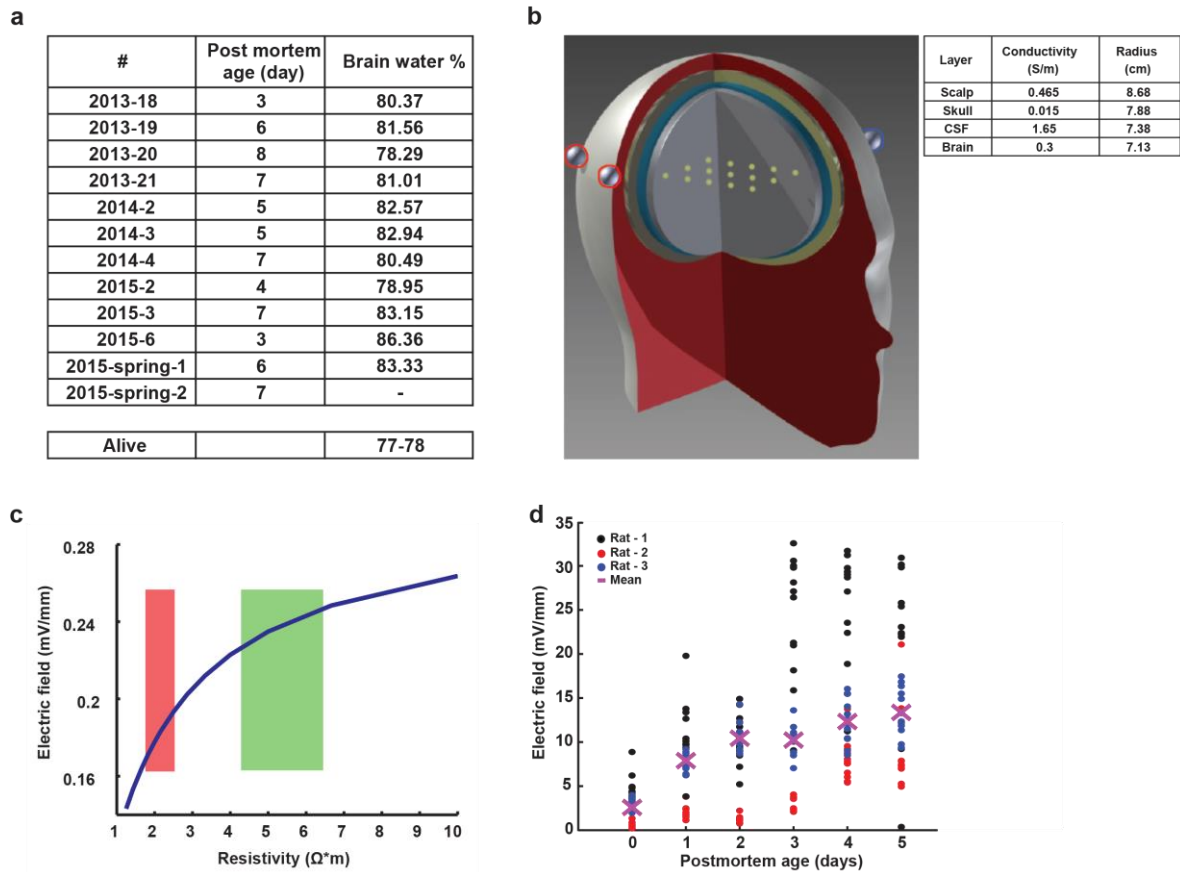 a
# Post mortem age (day) Brain water %
2013-18 3 80.37
2013-19 6 81.56
2013-20 8 78.29
2013-21 7 81.01
2014-2 5 82.57
2014-3 5 82.94
2014-4 7 80.49
2015-2 4 78.95
2015-3 7 83.15
2015-6 3 86.36
2015-spring-1 6 83.33
2015-spring-2 7 -
Alive 77-78
b
Layer Conductivity (S/m) Radius (cm)
Scalp 0.465 8.68
Skull 0.015 7.88
CSF 1.65 7.38
Brain 0.3 7.13
c
Electric field (mV/mm)
0.28
0.24
0.2
0.16
1 2 3 4 5 6 7 8 9 10
Resistivity (Ω*m)
d
Electric field (mV/mm)
35
30
25
20
15
10
5
0
Rat - 1
Rat - 2
Rat - 3
Mean
0 1 2 3 4 5
Postmortem age (days)